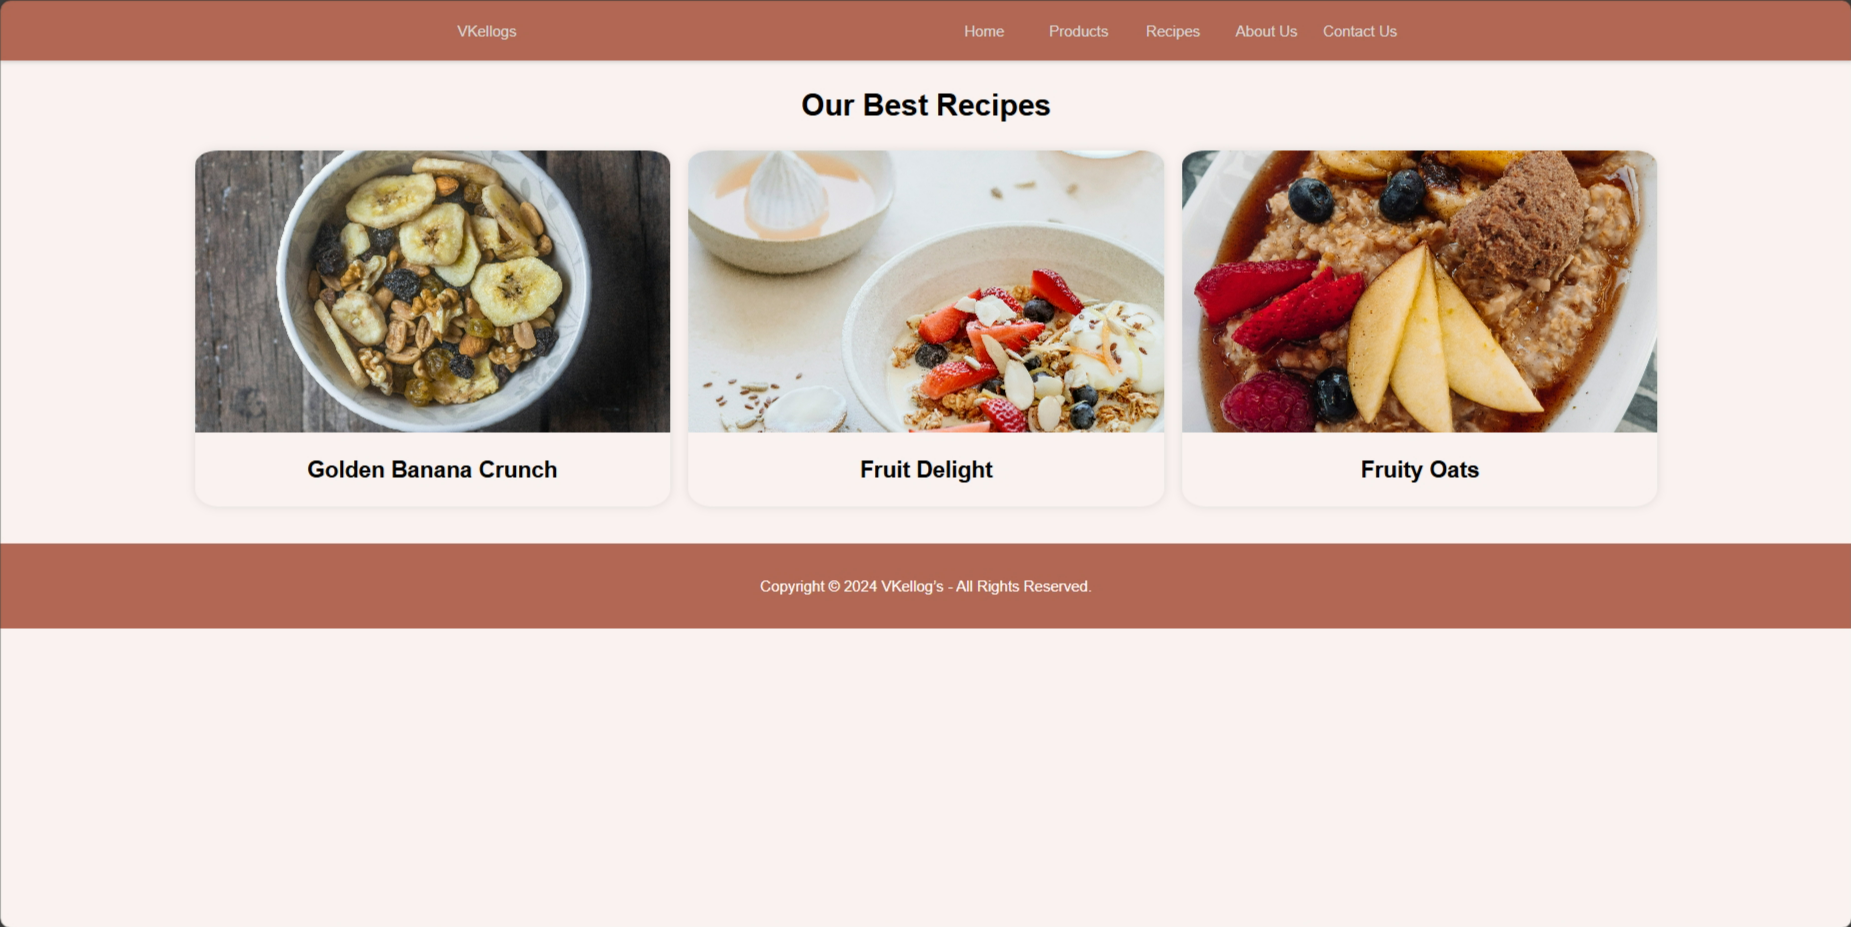 VKellogs Home Products Recipes About Us Contact Us
Our Best Recipes
Golden Banana Crunch Fruit Delight Fruity Oats
Copyright © 2024 VKellog's - All Rights Reserved.